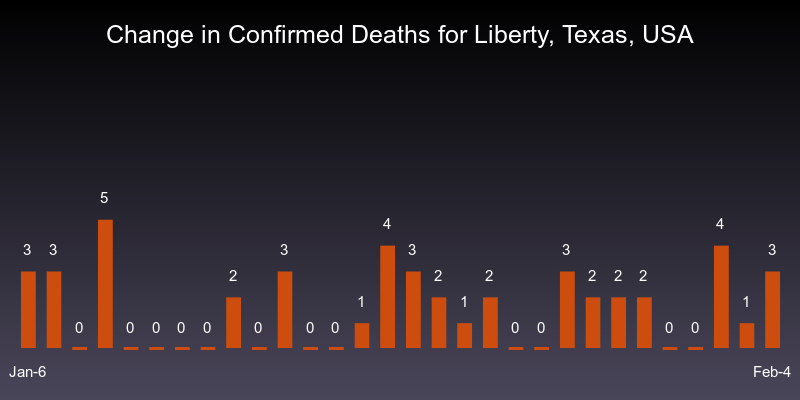 Change in Confirmed Deaths for Liberty, Texas, USA
5
4 4
3 3 3 3 3 3
2 2 2 2 2 2
1 1 1
0 0 0 0 0 0 0 0 0 0 0 0
Jan-6 Feb-4